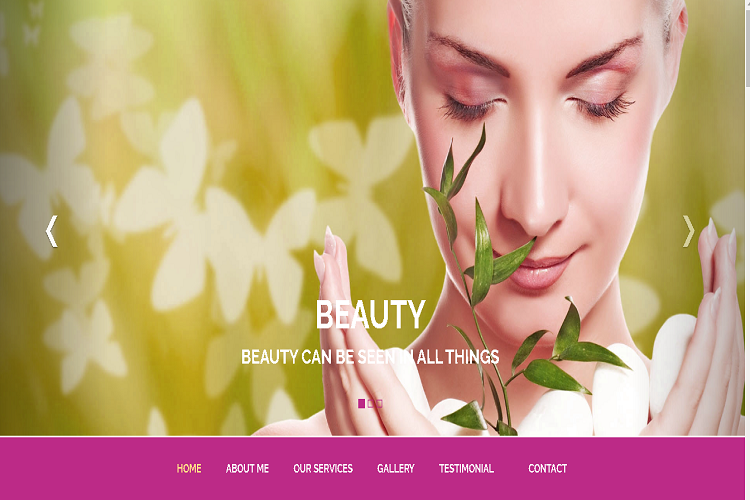 BEAUTY
BEAUTY CAN BE SEEN IN ALL THINGS
HOME ABOUT ME OUR SERVICES GALLERY TESTIMONIAL CONTACT